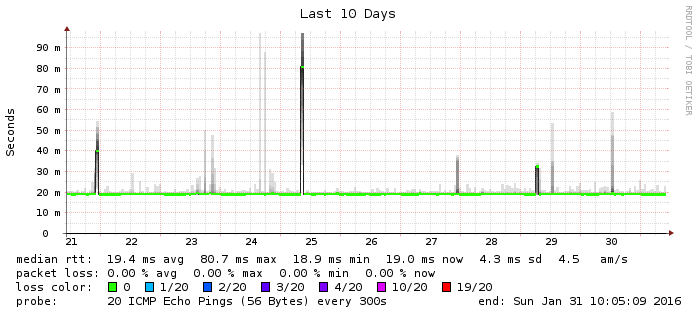 Last 10 Days
RRDTOOL / TOBI OETIKER
Seconds
90 m
80 m
70 m
60 m
50 m
40 m
30 m
20 m
10 m
0
21 22 23 24 25 26 27 28 29 30
median rtt: 19.4 ms avg 80.7 ms max 18.9 ms min 19.0 ms now 4.3 ms sd 4.5 am/s
packet loss: 0.00 % avg 0.00 % max 0.00 % min 0.00 % now
loss color: 0 1/20 2/20 3/20 4/20 10/20 19/20
probe: 20 ICMP Echo Pings (56 Bytes) every 300s end: Sun Jan 31 10:05:09 2016